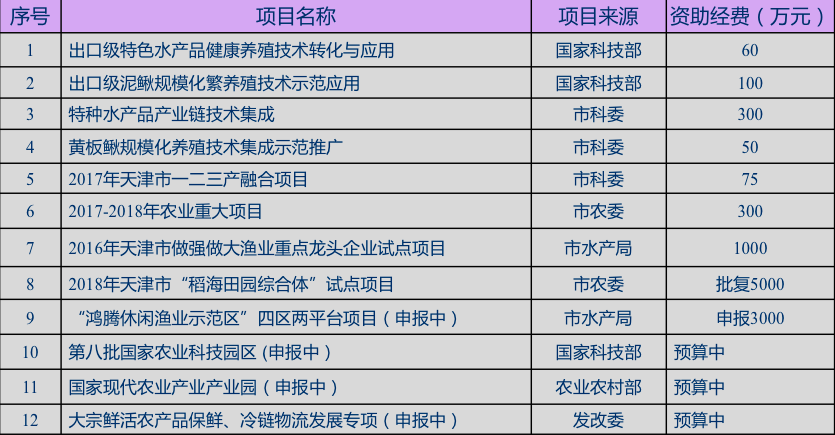 序号 项目名称 项目来源 资助经费（万元）
1 出口级特色水产品健康养殖技术转化与应用 国家科技部 60
2 出口级泥鳅规模化繁养殖技术示范应用 国家科技部 100
3 特种水产品产业链技术集成 市科委 300
4 黄板鳅规模化养殖技术集成示范推广 市科委 50
5 2017年天津市一二三产融合项目 市科委 75
6 2017-2018年农业重大项目 市农委 300
7 2016年天津市做强做大渔业重点龙头企业试点项目 市水产局 1000
8 2018年天津市“稻海田园综合体”试点项目 市农委 批复5000
9 “鸿腾休闲渔业示范区”四区两平台项目（申报中） 市水产局 申报3000
10 第八批国家农业科技园区（申报中） 国家科技部 预算中
11 国家现代农业产业产业园（申报中） 农业农村部 预算中
12 大宗鲜活农产品保鲜、冷链物流发展专项（申报中） 发改委 预算中